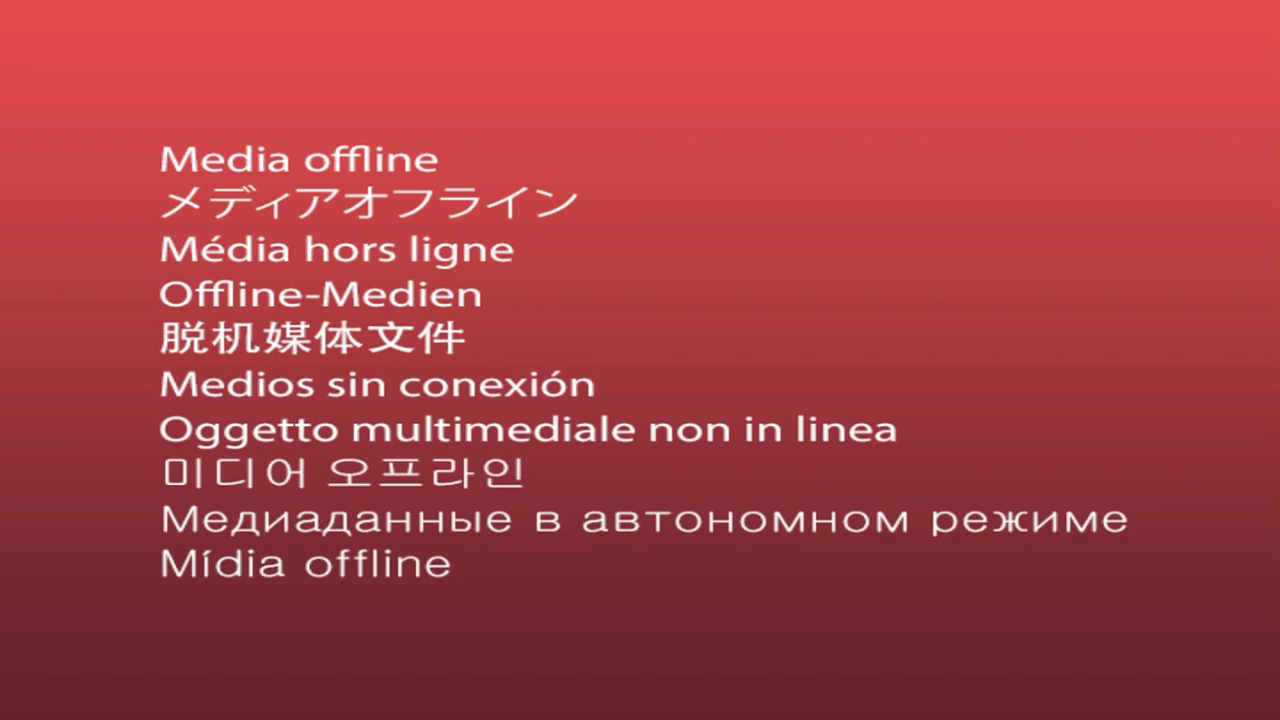 Media offline
メディアオフライン
Média hors ligne
Offline-Medien
脱机媒体文件
Medios sin conexión
Oggetto multimediale non in linea
미디어 오프라인
Медиаданные в автономном режиме
Mídia offline